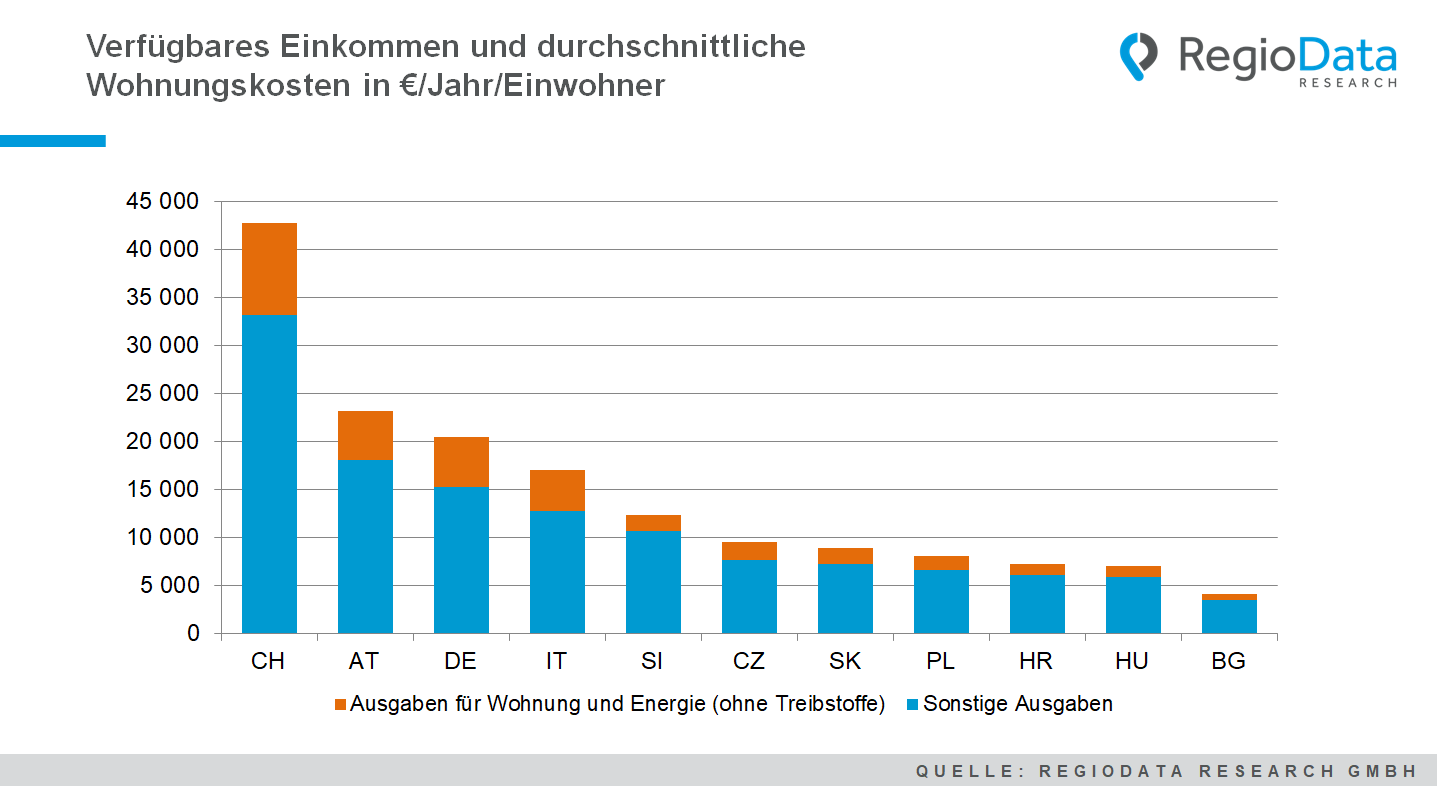 Verfügbares Einkommen und durchschnittliche
Wohnungskosten in €/Jahr/Einwohner
RegioData
RESEARCH
45 000
40 000
35 000
30 000
25 000
20 000
15 000
10 000
5 000
0
CH AT DE IT SI CZ SK PL HR HU BG
Ausgaben für Wohnung und Energie (ohne Treibstoffe) Sonstige Ausgaben
QUELLE: REGIODATA RESEARCH GMBH